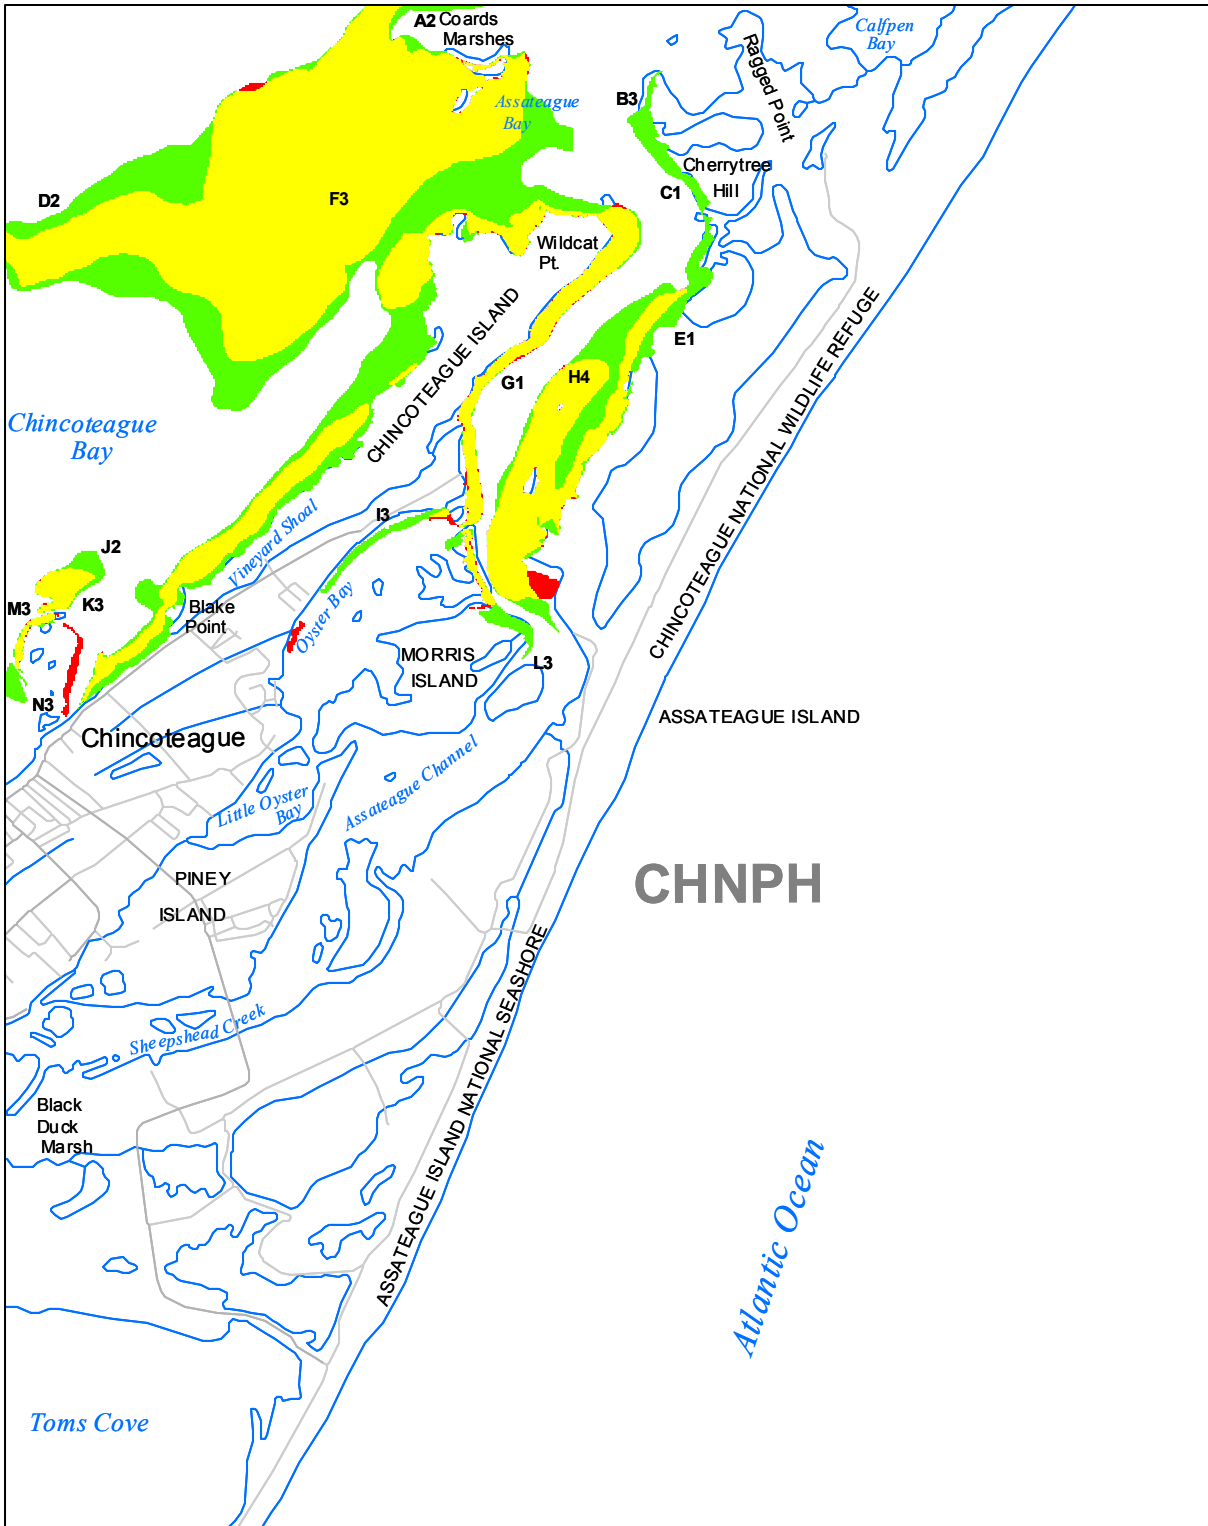 A2 Coards
Marshes
Calfpen
Bay
Ragged Point
Assateague
Bay
B3
Cherrytree
Hill
C1
D2
F3
Wildcat
Pt.
CHINCOTEAGUE ISLAND
E1
G1
H4
CHINCOTEAGUE NATIONAL WILDLIFE REFUGE
Chincoteague
Bay
Vineyard Shoal
I3
J2
K3
M3
Blake
Point
Oyster Bay
MORRIS
ISLAND
L3
N3
Chincoteague
ASSATEAGUE ISLAND
Assateague Channel
Little Oyster
Bay
CHNPH
PINEY
ISLAND
ASSATEAGUE ISLAND NATIONAL SEASHORE
Sheepshead Creek
Black
Duck
Marsh
Atlantic Ocean
Toms Cove